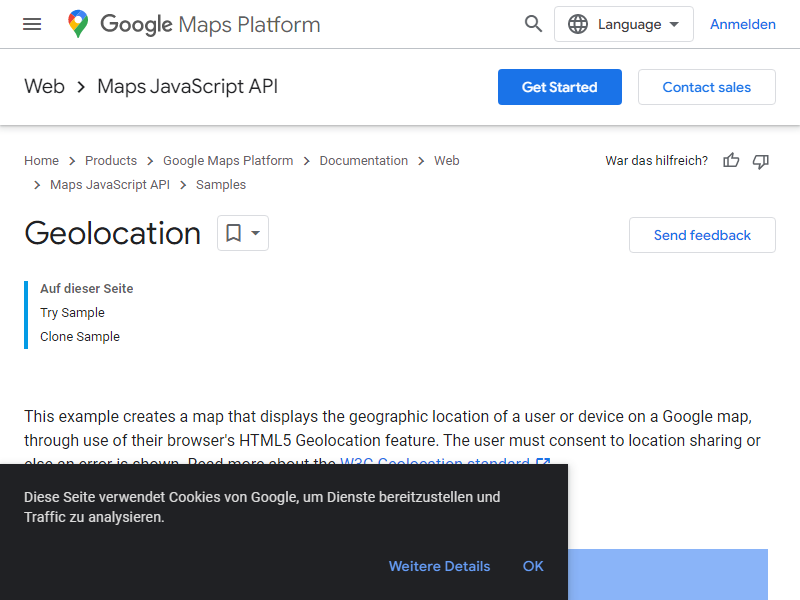 Google Maps Platform
Language
Anmelden
Web
Maps JavaScript API
Get Started
Contact sales
Home
Products
Google Maps Platform
Documentation
Web
Maps JavaScript API
Samples
War das hilfreich?
Geolocation
Send feedback
Auf dieser Seite
Try Sample
Clone Sample
This example creates a map that displays the geographic location of a user or device on a Google map,
through use of their browser's HTML5 Geolocation feature. The user must consent to location sharing or
else an error is shown. Read more about the W3C Geolocation standard
Diese Seite verwendet Cookies von Google, um Dienste bereitzustellen und
Traffic zu analysieren.
Weitere Details
OK